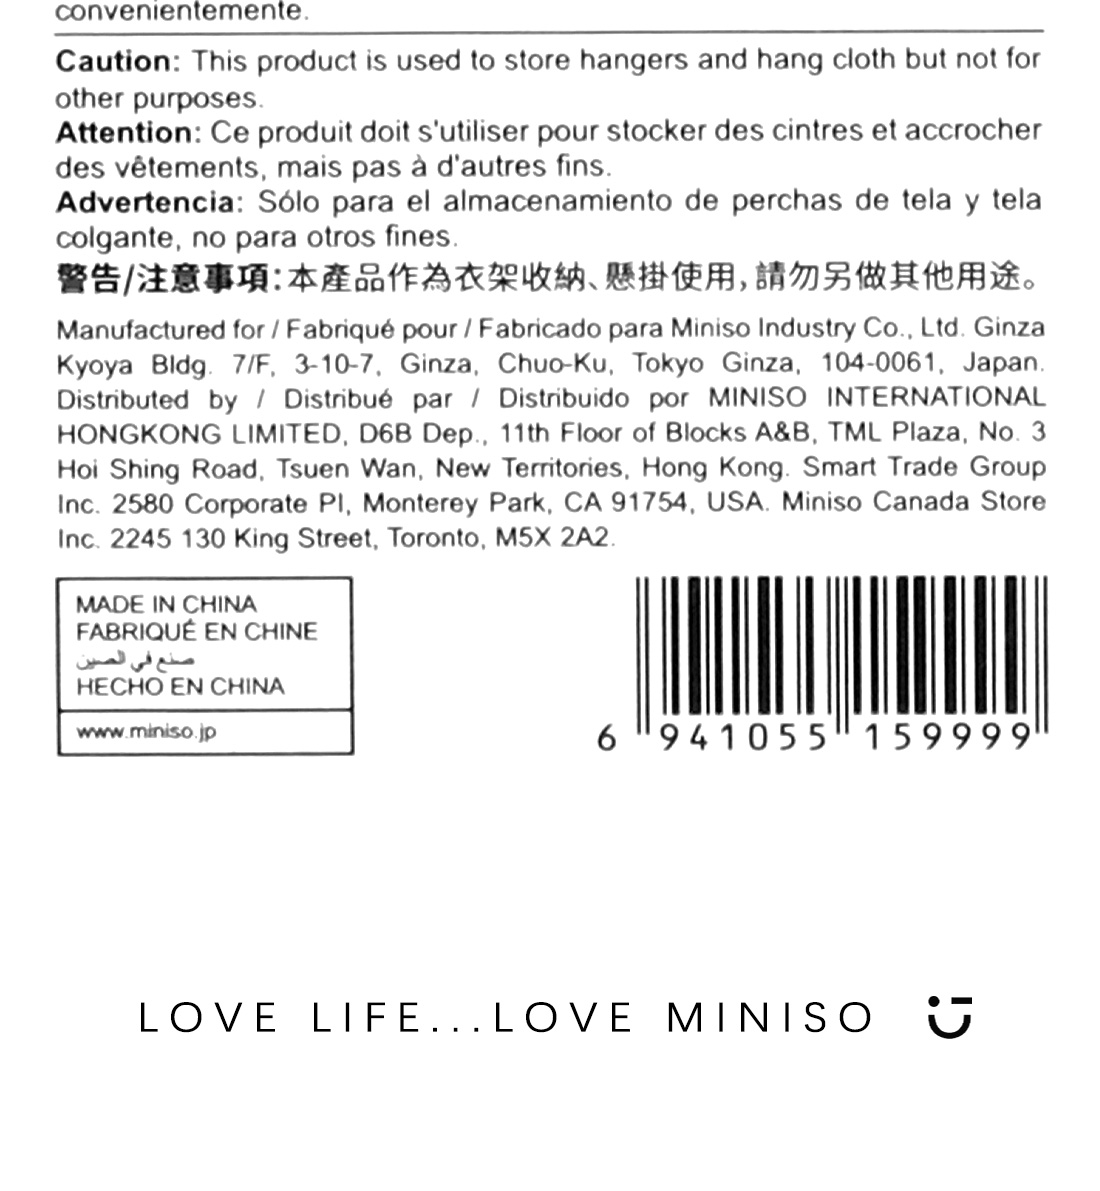 convenientemente.
Caution: This product is used to store hangers and hang cloth but not for
other purposes.
Attention: Ce produit doit s'utiliser pour stocker des cintres et accrocher
des vêtements, mais pas à d'autres fins.
Advertencia: Sólo para el almacenamiento de perchas de tela y tela
colgante, no para otros fines.
警告/注意事項:本產品作為衣架收納、懸掛使用,請勿另做其他用途。
Manufactured for / Fabriqué pour / Fabricado para Miniso Industry Co., Ltd. Ginza
Kyoya Bldg. 7/F, 3-10-7, Ginza, Chuo-Ku, Tokyo Ginza, 104-0061, Japan.
Distributed by / Distribué par / Distribuido por MINISO INTERNATIONAL
HONGKONG LIMITED, D6B Dep., 11th Floor of Blocks A&B, TML Plaza, No. 3
Hoi Shing Road, Tsuen Wan, New Territories, Hong Kong. Smart Trade Group
Inc. 2580 Corporate Pl, Monterey Park, CA 91754, USA. Miniso Canada Store
Inc. 2245 130 King Street, Toronto, M5X 2A2.
MADE IN CHINA
FABRIQUÉ EN CHINE
صنع في الصين
HECHO EN CHINA
www.miniso.jp
6 941055 159999
LOVE LIFE...LOVE MINISO